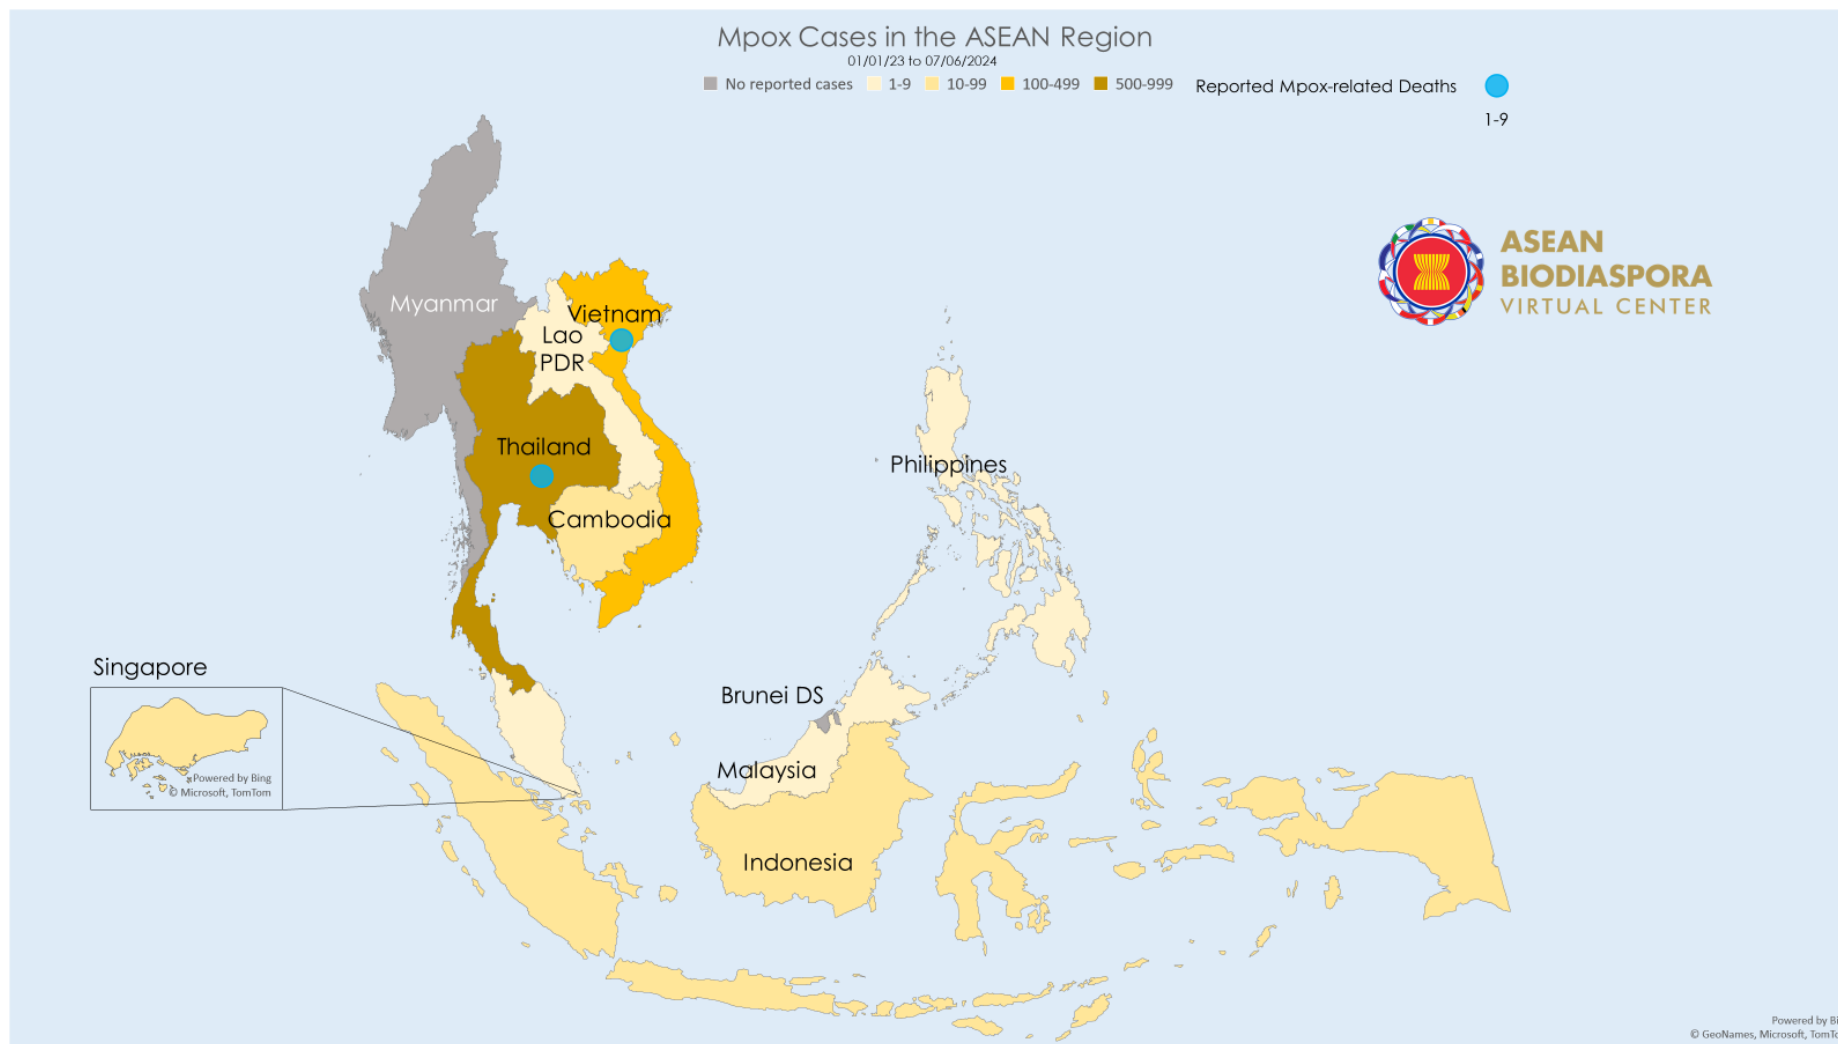 Mpox Cases in the ASEAN Region
01/01/23 to 07/06/2024
No reported cases 1-9 10-99 100-499 500-999 Reported Mpox-related Deaths
1-9
ASEAN
BIODIASPORA
VIRTUAL CENTER
Myanmar
Vietnam
Lao
PDR
Thailand
Philippines
Cambodia
Singapore
Powered by Bing
© Microsoft, TomTom
Brunei DS
Malaysia
Indonesia
Powered by Bi
© GeoNames, Microsoft, TomTo